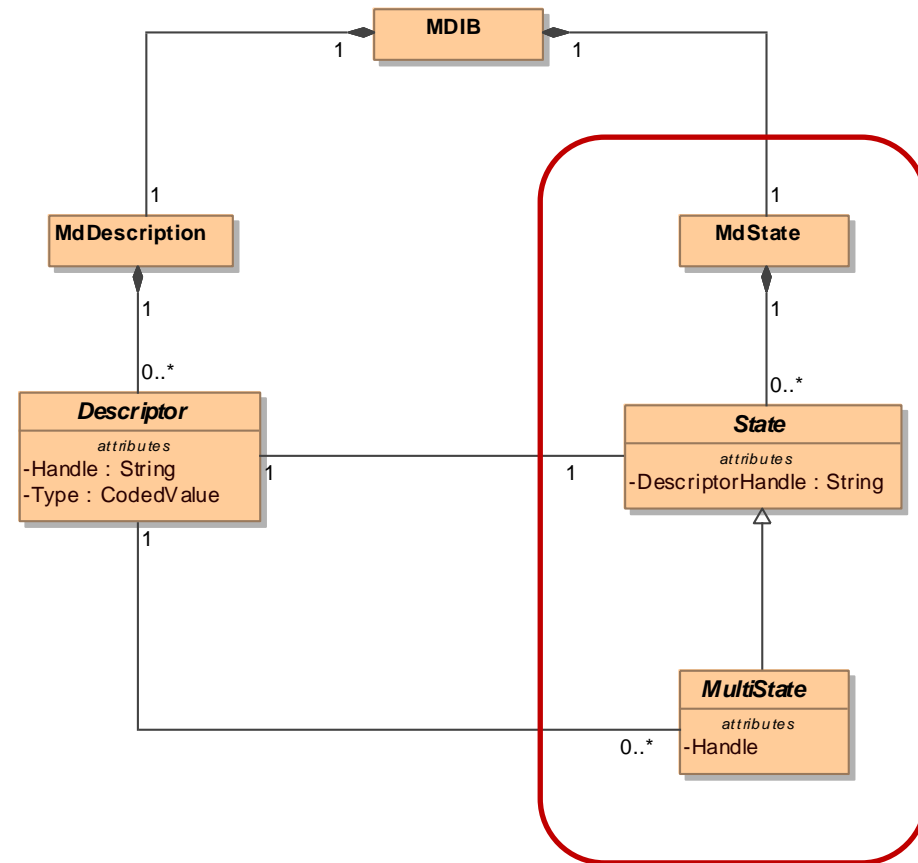 MDIB
1
1
1
1
MdDescription
MdState
1
1
0..*
0..*
Descriptor
attributes
-Handle : String
-Type : CodedValue
State
attributes
-DescriptorHandle : String
1
1
1
MultiState
attributes
-Handle
0..*